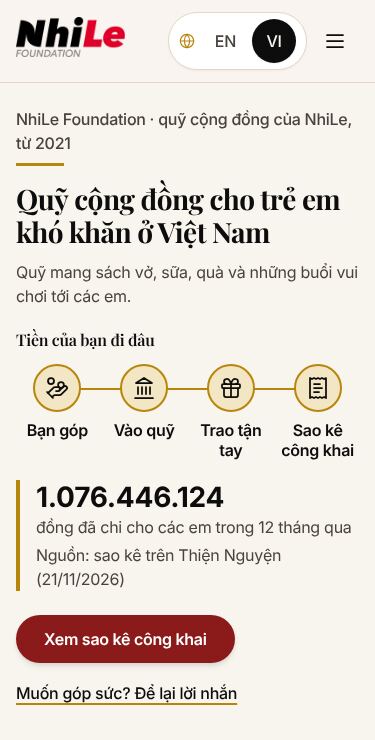 NhiLe
FOUNDATION
EN
VI
NhiLe Foundation · quỹ cộng đồng của NhiLe,
từ 2021
Quỹ cộng đồng cho trẻ em
khó khăn ở Việt Nam
Quỹ mang sách vở, sữa, quà và những buổi vui
chơi tới các em.
Tiền của bạn đi đâu
Bạn góp
Vào quỹ
Trao tận
tay
Sao kê
công khai
1.076.446.124
đồng đã chi cho các em trong 12 tháng qua
Nguồn: sao kê trên Thiện Nguyện
(21/11/2026)
Xem sao kê công khai
Muốn góp sức? Để lại lời nhắn